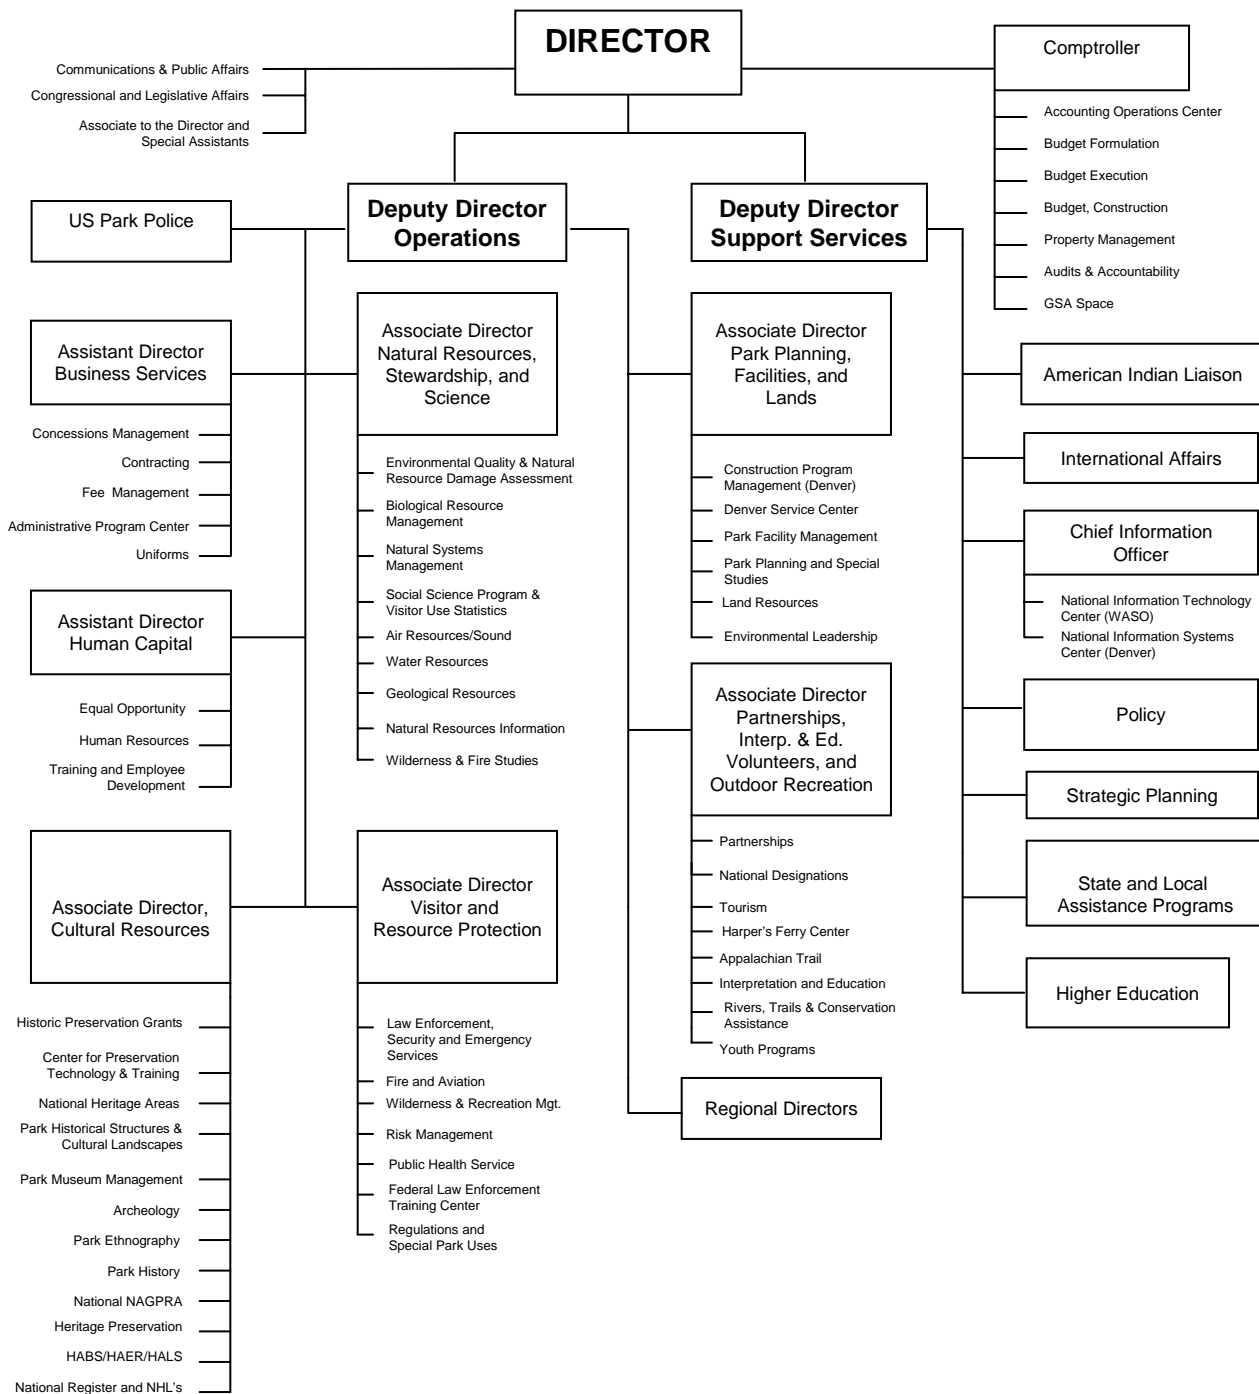 DIRECTOR
Communications & Public Affairs
Congressional and Legislative Affairs
Associate to the Director and
Special Assistants
Comptroller
Accounting Operations Center
Budget Formulation
Budget Execution
Budget, Construction
Property Management
Audits & Accountability
GSA Space
US Park Police
Deputy Director
Operations
Deputy Director
Support Services
Assistant Director
Business Services
Concessions Management
Contracting
Fee Management
Administrative Program Center
Uniforms
Assistant Director
Human Capital
Equal Opportunity
Human Resources
Training and Employee
Development
Associate Director,
Cultural Resources
Historic Preservation Grants
Center for Preservation
Technology & Training
National Heritage Areas
Park Historical Structures &
Cultural Landscapes
Park Museum Management
Archeology
Park Ethnography
Park History
National NAGPRA
Heritage Preservation
HABS/HAER/HALS
National Register and NHL's
Associate Director
Natural Resources,
Stewardship, and
Science
Environmental Quality & Natural
Resource Damage Assessment
Biological Resource
Management
Natural Systems
Management
Social Science Program &
Visitor Use Statistics
Air Resources/Sound
Water Resources
Geological Resources
Natural Resources Information
Wilderness & Fire Studies
Associate Director
Visitor and
Resource Protection
Law Enforcement,
Security and Emergency
Services
Fire and Aviation
Wilderness & Recreation Mgt.
Risk Management
Public Health Service
Federal Law Enforcement
Training Center
Regulations and
Special Park Uses
Associate Director
Park Planning,
Facilities, and
Lands
Construction Program
Management (Denver)
Denver Service Center
Park Facility Management
Park Planning and Special
Studies
Land Resources
Environmental Leadership
Associate Director
Partnerships,
Interp. & Ed.
Volunteers, and
Outdoor Recreation
Partnerships
National Designations
Tourism
Harper's Ferry Center
Appalachian Trail
Interpretation and Education
Rivers, Trails & Conservation
Assistance
Youth Programs
Regional Directors
American Indian Liaison
International Affairs
Chief Information
Officer
National Information Technology
Center (WASO)
National Information Systems
Center (Denver)
Policy
Strategic Planning
State and Local
Assistance Programs
Higher Education